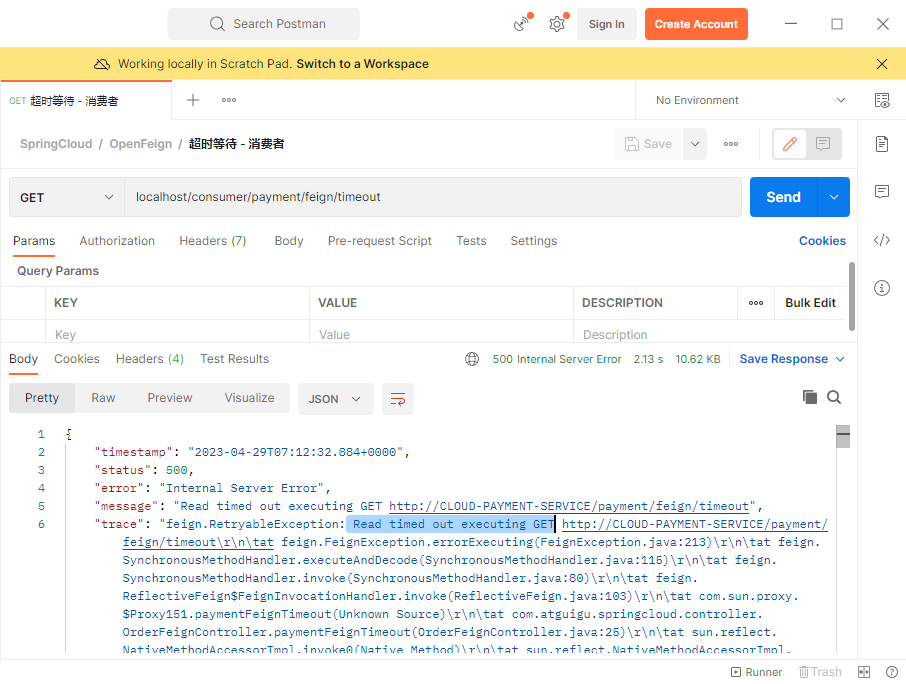 Search Postman
Sign In
Create Account
Working locally in Scratch Pad. Switch to a Workspace
GET 超时等待 - 消费者
No Environment
SpringCloud / OpenFeign / 超时等待 - 消费者
Save
GET
localhost/consumer/payment/feign/timeout
Send
Params Authorization Headers (7) Body Pre-request Script Tests Settings Cookies
Query Params
KEY VALUE DESCRIPTION Bulk Edit
Key Value Description
Body Cookies Headers (4) Test Results 500 Internal Server Error 2.13 s 10.62 KB Save Response
Pretty Raw Preview Visualize JSON
1 {
2 "timestamp": "2023-04-29T07:12:32.884+0000",
3 "status": 500,
4 "error": "Internal Server Error",
5 "message": "Read timed out executing GET http://CLOUD-PAYMENT-SERVICE/payment/feign/timeout",
6 "trace": "feign.RetryableException: Read timed out executing GET http://CLOUD-PAYMENT-SERVICE/payment/
feign/timeout\r\n\tat feign.FeignException.errorExecuting(FeignException.java:213)\r\n\tat feign.
SynchronousMethodHandler.executeAndDecode(SynchronousMethodHandler.java:115)\r\n\tat feign.
SynchronousMethodHandler.invoke(SynchronousMethodHandler.java:80)\r\n\tat feign.
ReflectiveFeign$FeignInvocationHandler.invoke(ReflectiveFeign.java:103)\r\n\tat com.sun.proxy.
$Proxy151.paymentFeignTimeout(Unknown Source)\r\n\tat com.atguigu.springcloud.controller.
OrderFeignController.paymentFeignTimeout(OrderFeignController.java:25)\r\n\tat sun.reflect.
NativeMethodAccessorImpl.invoke0(Native Method)\r\n\tat sun.reflect.NativeMethodAccessorImpl.
Runner Trash